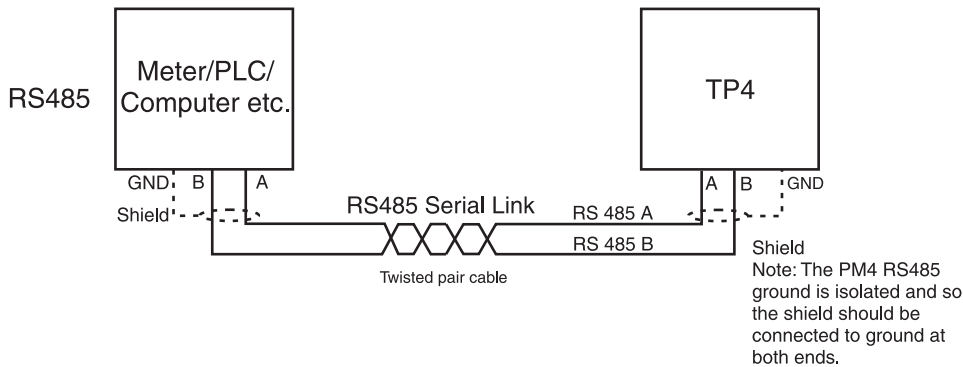 RS485
Meter/PLC/
Computer etc.
TP4
GND B A
Shield
RS485 Serial Link
RS 485 A
RS 485 B
Twisted pair cable
A B GND
Shield
Note: The PM4 RS485
ground is isolated and so
the shield should be
connected to ground at
both ends.